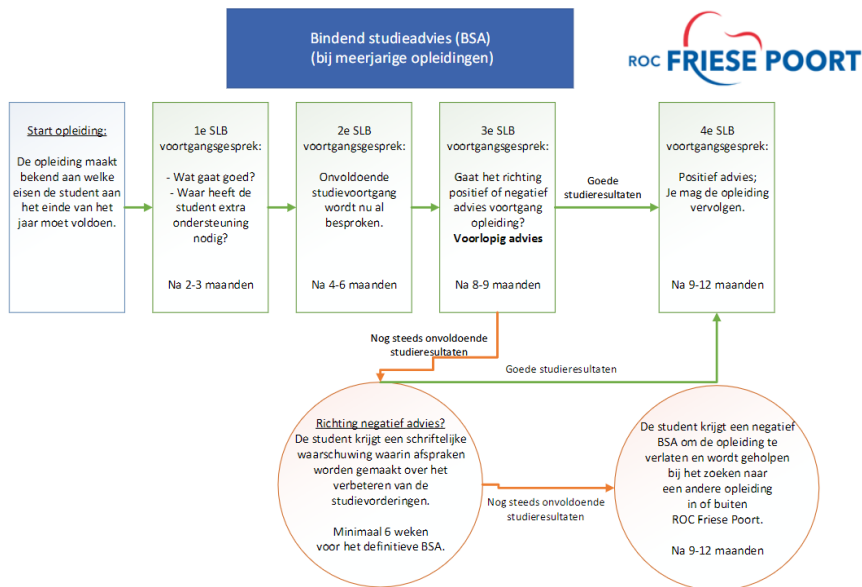 Bindend studieadvies (BSA)
(bij meerjarige opleidingen)
ROC FRIESE POORT
Start opleiding:
De opleiding maakt
bekend aan welke
eisen de student aan
het einde van het
jaar moet voldoen.
1e SLB
voortgangsgesprek:
- Wat gaat goed?
- Waar heeft de
student extra
ondersteuning
nodig?
Na 2-3 maanden
2e SLB
voortgangsgesprek:
Onvoldoende
studievoortgang
wordt nu al
besproken.
Na 4-6 maanden
3e SLB
voortgangsgesprek:
Gaat het richting
positief of negatief
advies voortgang
opleiding?
Voorlopig advies
Na 8-9 maanden
Goede
studieresultaten
4e SLB
voortgangsgesprek:
Positief advies;
Je mag de opleiding
vervolgen.
Na 9-12 maanden
Nog steeds onvoldoende
studieresultaten
Goede studieresultaten
Richting negatief advies?
De student krijgt een schriftelijke
waarschuwing waarin afspraken
worden gemaakt over het
verbeteren van de
studievorderingen.
Minimaal 6 weken
voor het definitieve BSA.
Nog steeds onvoldoende
studieresultaten
De student krijgt een negatief
BSA om de opleiding te
verlaten en wordt geholpen
bij het zoeken naar
een andere opleiding
in of buiten
ROC Friese Poort.
Na 9-12 maanden